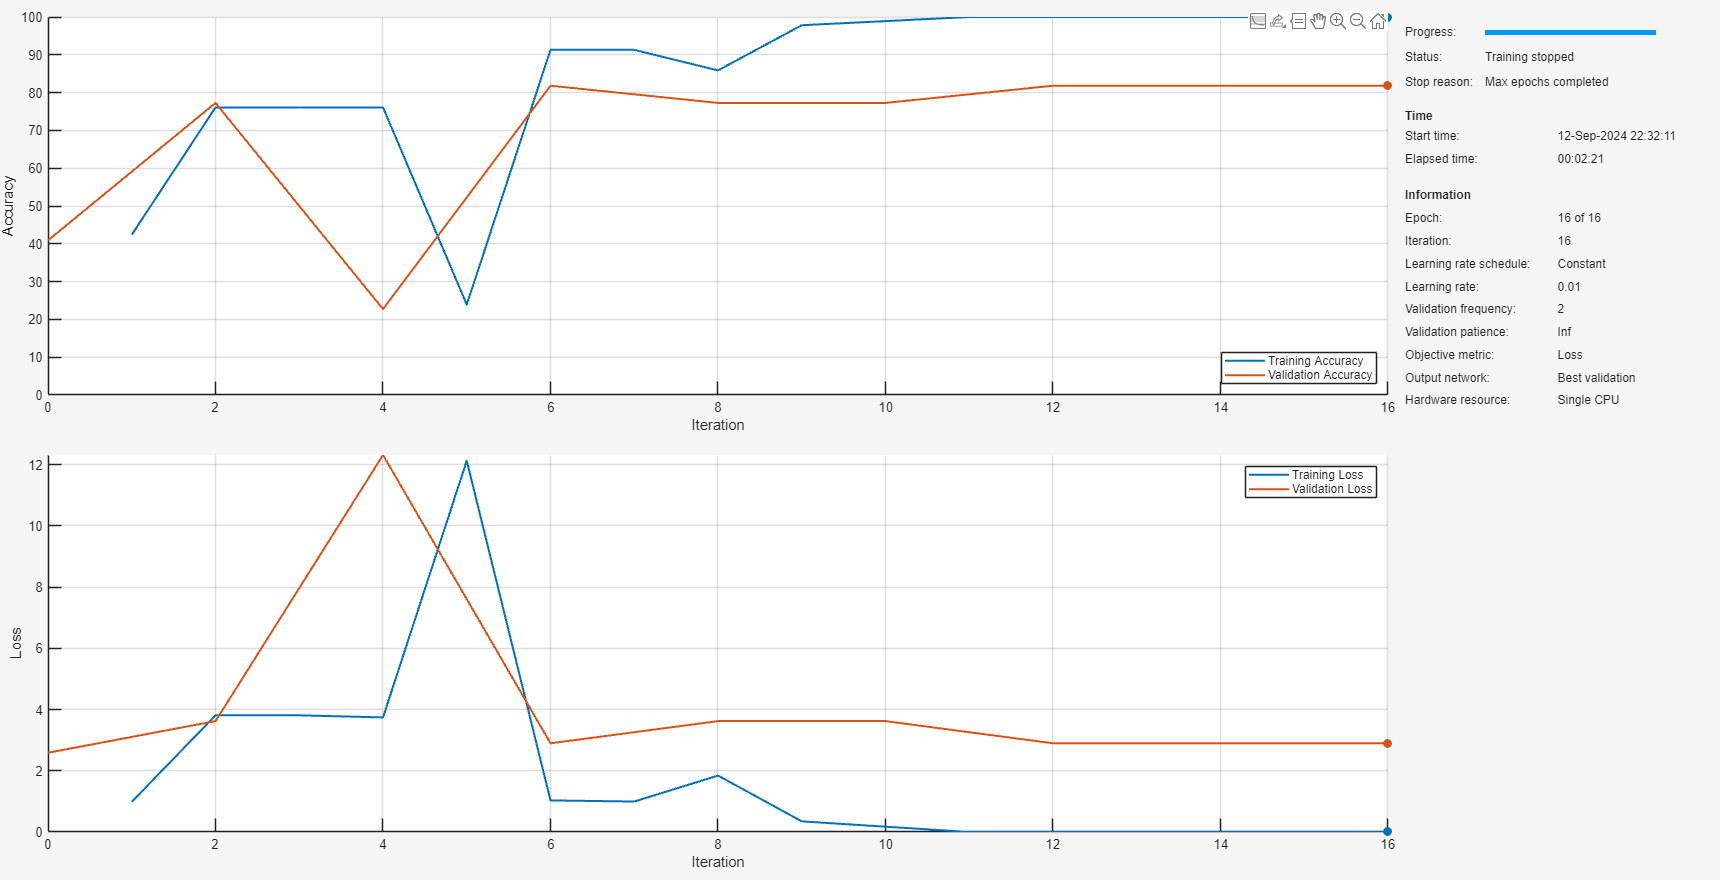 100
90
80
70
60
50
40
30
20
10
0
Accuracy
0 2 4 6 8 10 12 14 16
Iteration
Training Accuracy
Validation Accuracy
12
10
8
6
4
2
0
Loss
0 2 4 6 8 10 12 14 16
Iteration
Training Loss
Validation Loss
Progress:
Status: Training stopped
Stop reason: Max epochs completed
Time
Start time: 12-Sep-2024 22:32:11
Elapsed time: 00:02:21
Information
Epoch: 16 of 16
Iteration: 16
Learning rate schedule: Constant
Learning rate: 0.01
Validation frequency: 2
Validation patience: Inf
Objective metric: Loss
Output network: Best validation
Hardware resource: Single CPU